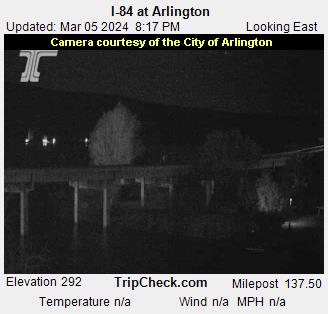 I-84 at Arlington
Updated: Mar 05 2024 8:17 PM Looking East
Camera courtesy of the City of Arlington
Elevation 292 TripCheck.com Milepost 137.50
Temperature n/a Wind n/a MPH n/a